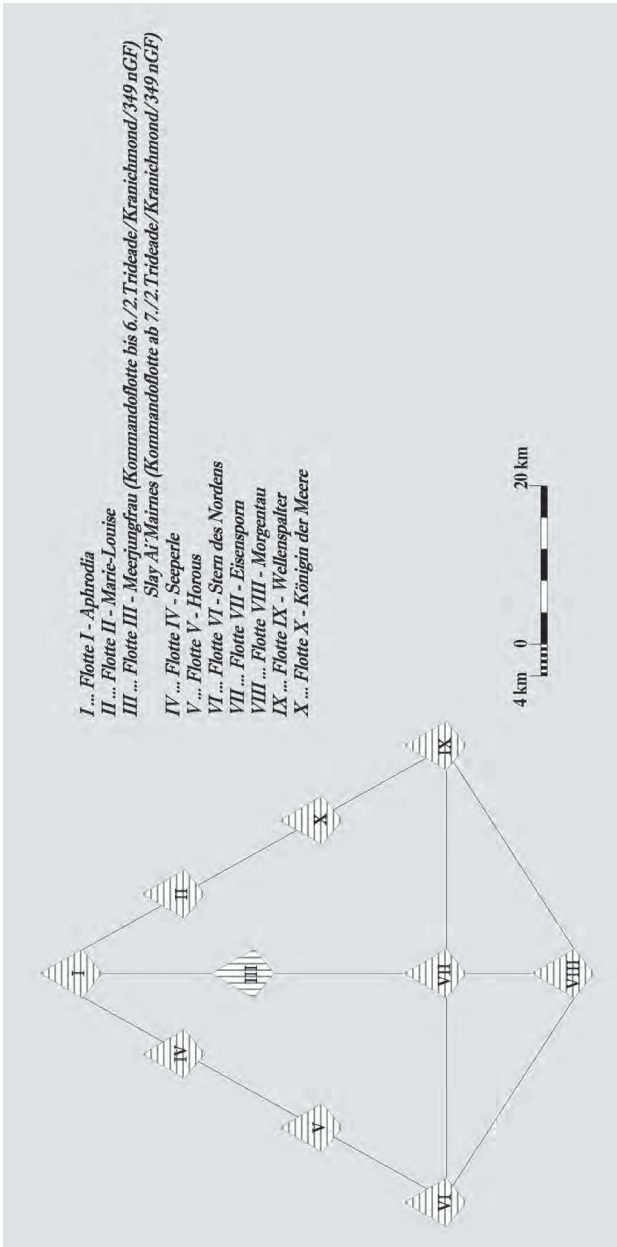 I ... Flotte I - Aphrodia
II ... Flotte II - Marie-Louise
III ... Flotte III - Meerjungfrau (Kommandoflotte bis 6./2.Trideade/Kranichmond/349 nGF)
Slay Ai´Mairnes (Kommandoflotte ab 7./2.Trideade/Kranichmond/349 nGF)
IV ... Flotte IV - Seeperle
V ... Flotte V - Horous
VI ... Flotte VI - Stern des Nordens
VII ... Flotte VII - Eisensporn
VIII ... Flotte VIII - Morgentau
IX ... Flotte IX - Wellenspalter
X ... Flotte X - Königin der Meere
4 km 0 20 km
I
II
IV
III
X
V
IX
VII
VI
VIII